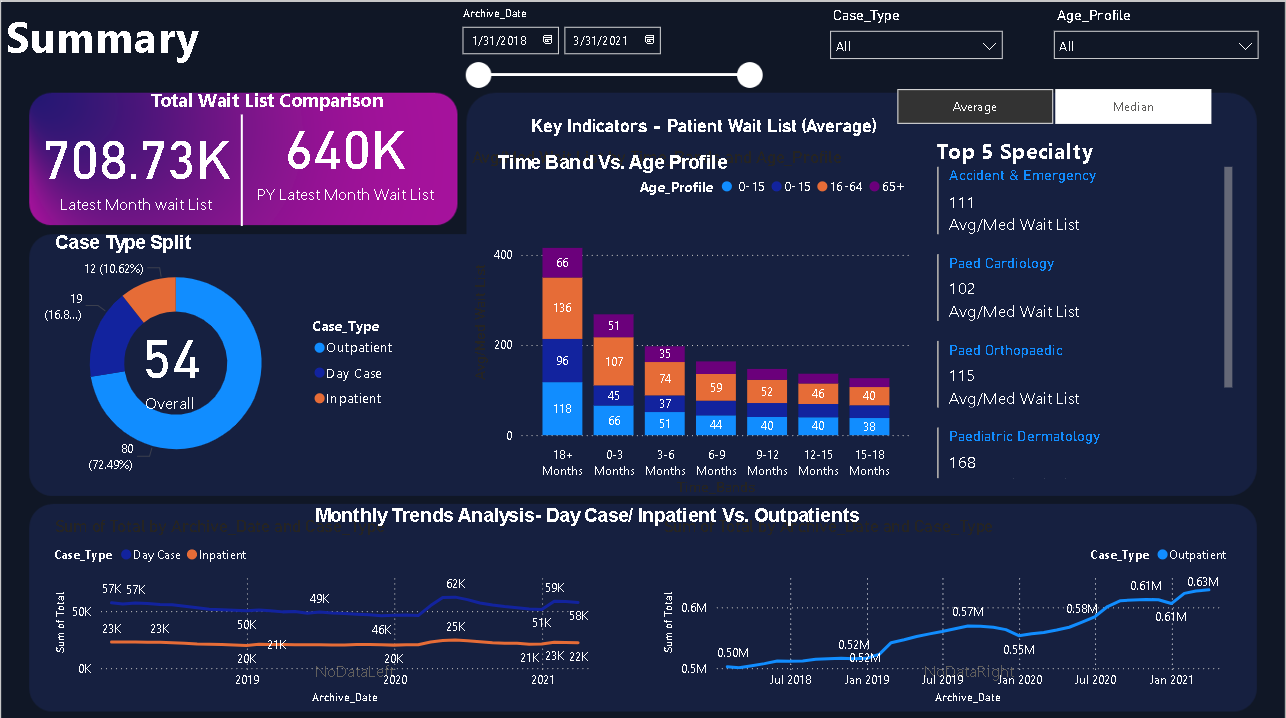 Summary
Archive_Date
1/31/2018
3/31/2021
Case_Type
All
Age_Profile
All
Total Wait List Comparison
708.73K
Latest Month wait List
640K
PY Latest Month Wait List
Average
Median
Key Indicators - Patient Wait List (Average)
Time Band Vs. Age Profile
Age_Profile 0-15 0-15 16-64 65+
400
200
0
66
136
96
118
51
107
45
66
35
74
37
51
59
44
52
40
46
40
40
38
18+ Months
0-3 Months
3-6 Months
6-9 Months
9-12 Months
12-15 Months
15-18 Months
Top 5 Specialty
Accident & Emergency
111
Avg/Med Wait List
Paed Cardiology
102
Avg/Med Wait List
Paed Orthopaedic
115
Avg/Med Wait List
Paediatric Dermatology
168
Case Type Split
12 (10.62%)
19
(16.8...)
54
Overall
80
(72.49%)
Case_Type
Outpatient
Day Case
Inpatient
Monthly Trends Analysis- Day Case/ Inpatient Vs. Outpatients
Case_Type Day Case Inpatient
Sum of Total
50K
0K
57K 57K
50K
49K
46K
62K
51K
59K
58K
23K
23K
20K
21K
20K
25K
21K
23K
22K
NoDataLeft
2019
2020
2021
Archive_Date
Case_Type Outpatient
Sum of Total
0.6M
0.5M
0.50M
0.52M
0.52M
0.57M
0.55M
0.58M
0.61M
0.61M
0.63M
NoDataRight
Jul 2018
Jan 2019
Jul 2019
Jan 2020
Jul 2020
Jan 2021
Archive_Date